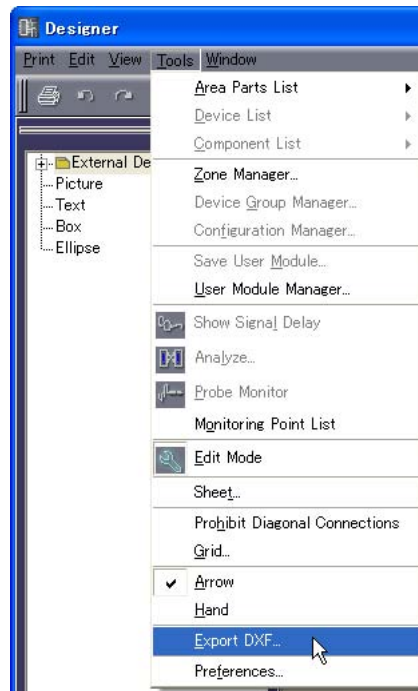 Designer
Print Edit View Tools Window
Area Parts List
Device List
Component List
External De
Picture
Text
Box
Ellipse
Zone Manager...
Device Group Manager...
Configuration Manager...
Save User Module...
User Module Manager...
Show Signal Delay
Analyze...
Probe Monitor
Monitoring Point List
Edit Mode
Sheet...
Prohibit Diagonal Connections
Grid...
Arrow
Hand
Export DXF...
Preferences...